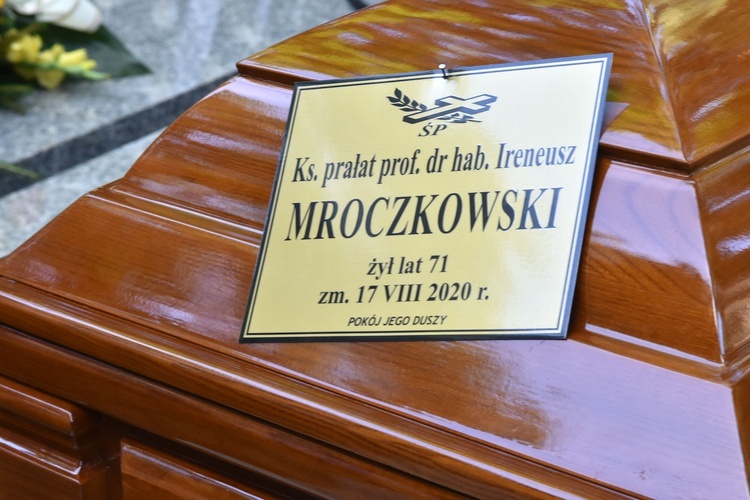 ŚP
Ks. prałat prof. dr hab. Ireneusz
MROCZKOWSKI
żył lat 71
zm. 17 VIII 2020 r.
POKÓJ JEGO DUSZY